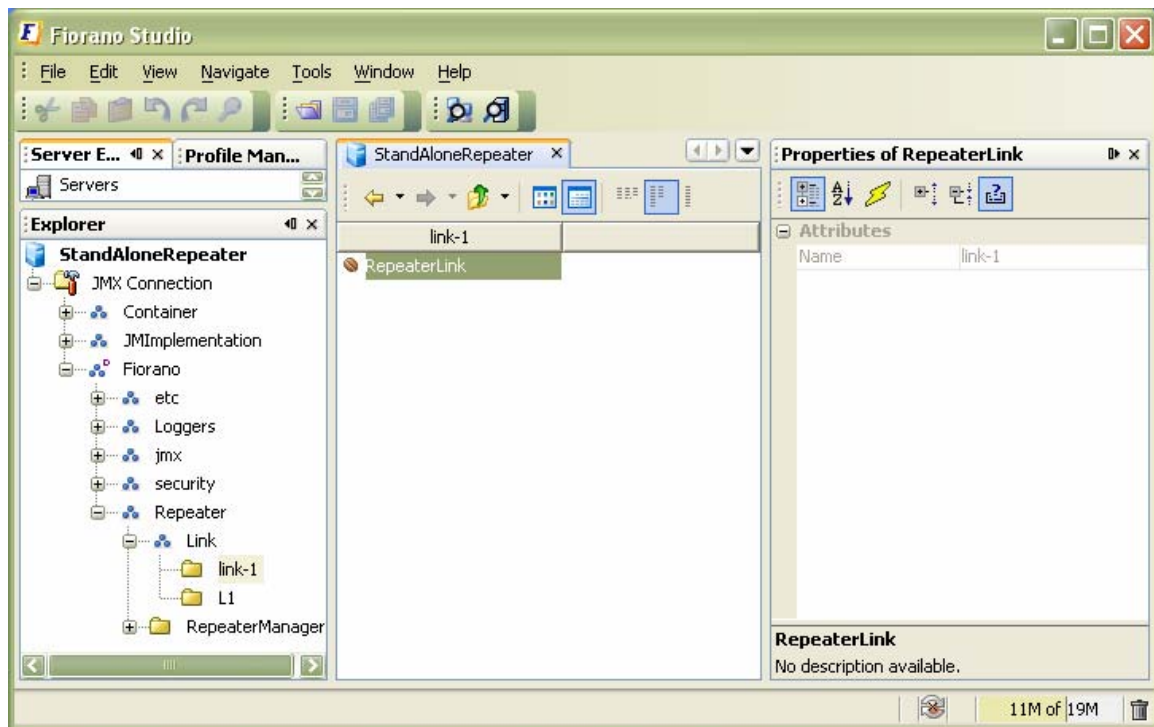 Fiorano Studio
File Edit View Navigate Tools Window Help
Server E... Profile Man...
Servers
Explorer
StandAloneRepeater
JMX Connection
Container
JMImplementation
Fiorano
etc
Loggers
jmx
security
Repeater
Link
link-1
L1
RepeaterManager
StandAloneRepeater
link-1
RepeaterLink
Properties of RepeaterLink
Attributes
Name link-1
RepeaterLink
No description available.
11M of 19M